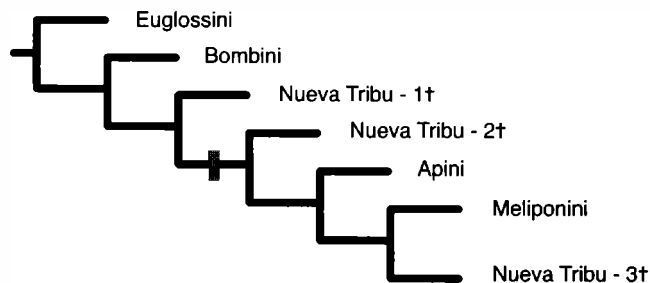 Euglossini
Bombini
Nueva Tribu - 1†
Nueva Tribu - 2†
Apini
Meliponini
Nueva Tribu - 3†